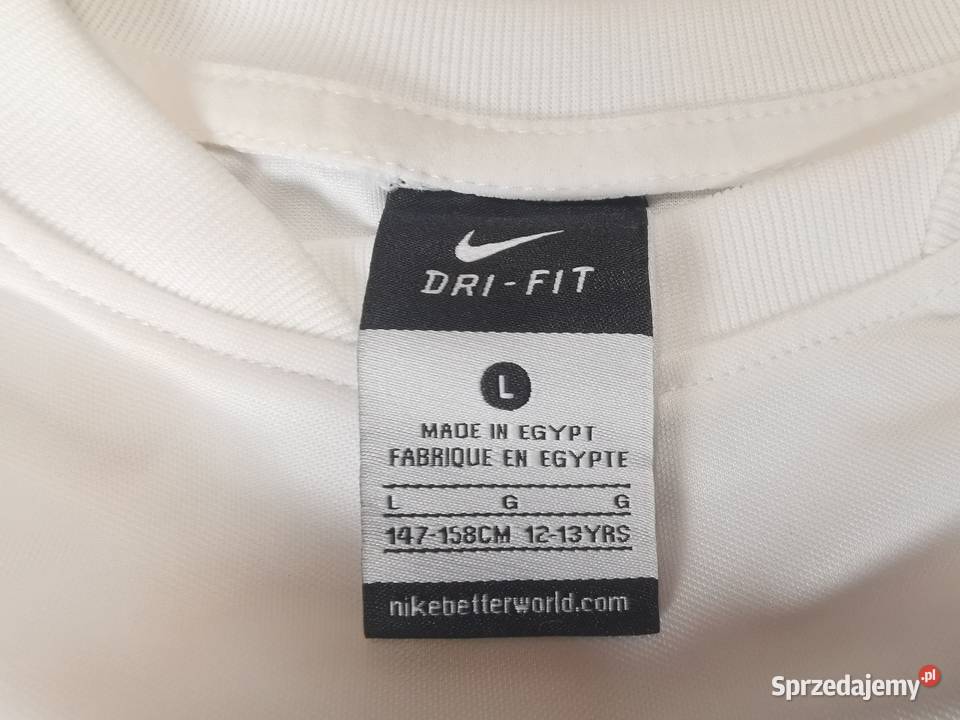 DRI-FIT
L
MADE IN EGYPT
FABRIQUE EN EGYPTE
L G G
147-158CM 12-13YRS
nikebetterworld.com
Sprzedajemy.pl